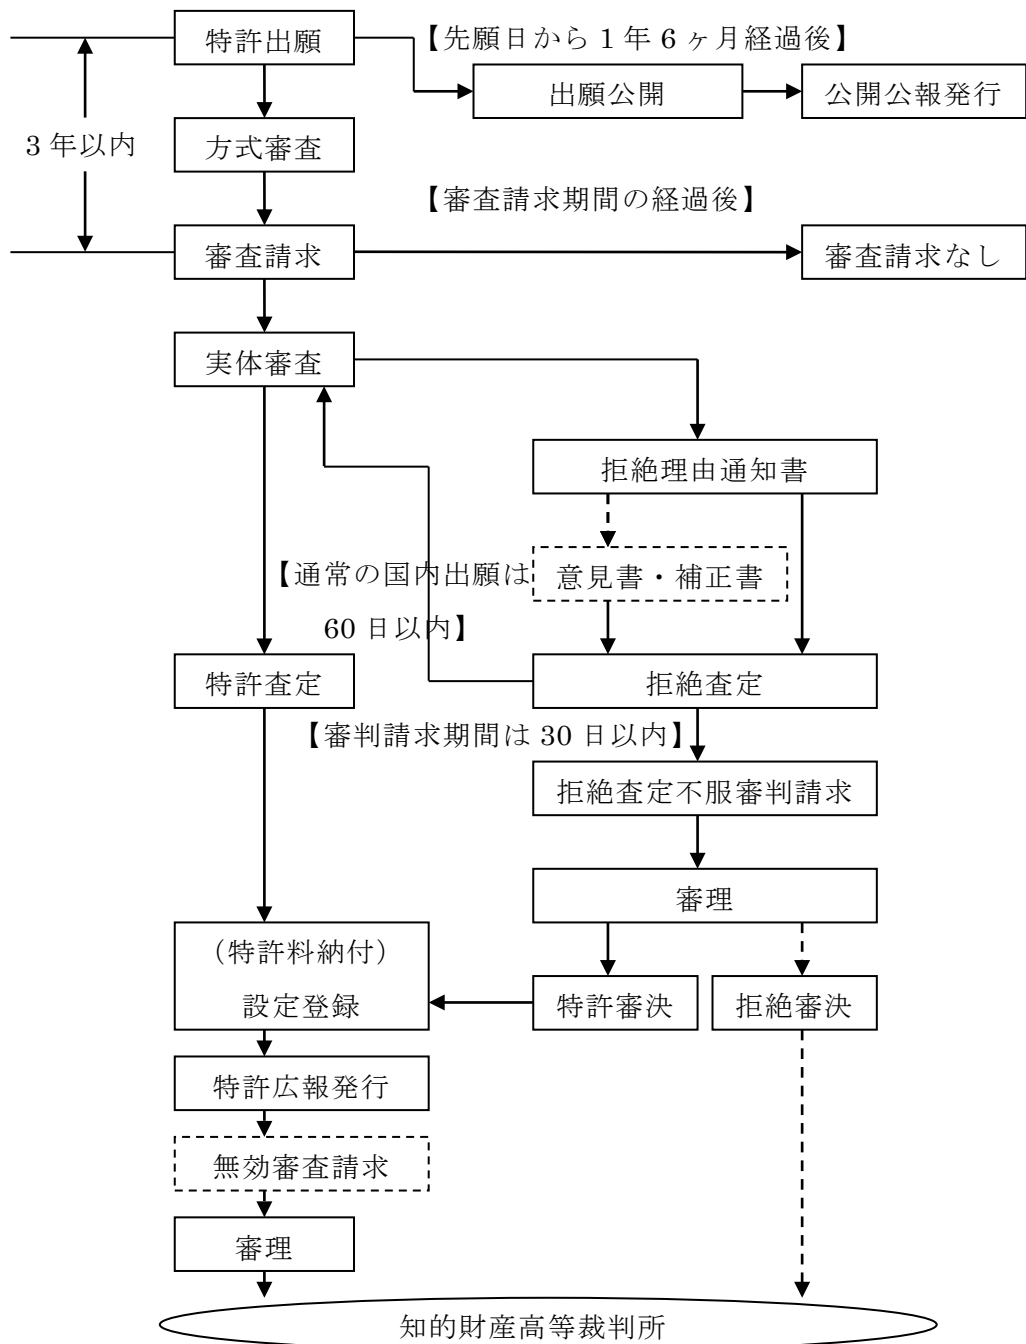 特許出願
【先願日から 1 年 6 ヶ月経過後】
出願公開
公開公報発行
3 年以内
方式審査
【審査請求期間の経過後】
審査請求
審査請求なし
実体審査
拒絶理由通知書
【通常の国内出願は
60 日以内】
意見書・補正書
特許査定
拒絶査定
【審判請求期間は 30 日以内】
拒絶査定不服審判請求
審理
（特許料納付）
設定登録
特許審決
拒絶審決
特許広報発行
無効審査請求
審理
知的財産高等裁判所